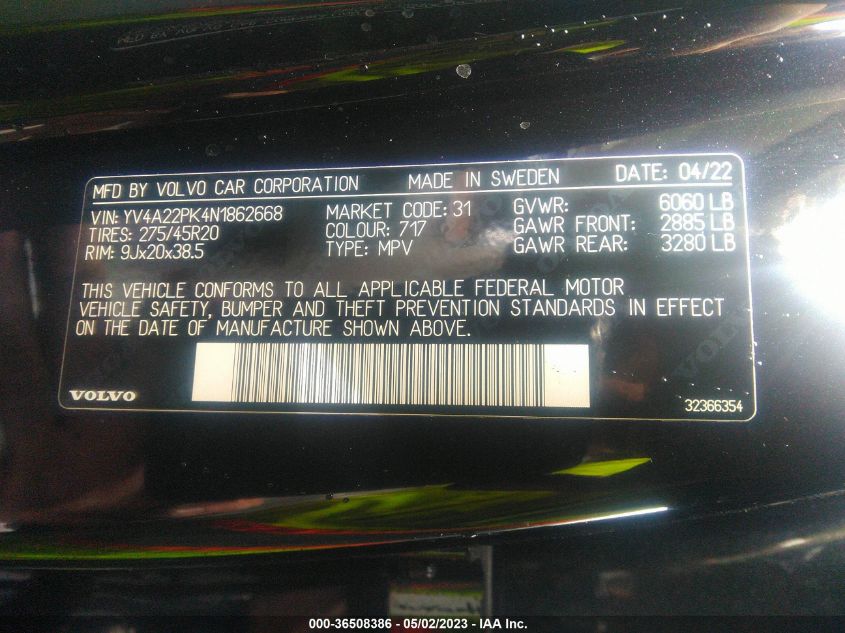 MFD BY VOLVO CAR CORPORATION MADE IN SWEDEN DATE: 04/22
VIN: YV4A22PK4N1862668 MARKET CODE: 31 GVWR: 6060 LB
TIRES: 275/45R20 COLOUR: 717 GAWR FRONT: 2885 LB
RIM: 9Jx20x38.5 TYPE: MPV GAWR REAR: 3280 LB
THIS VEHICLE CONFORMS TO ALL APPLICABLE FEDERAL MOTOR
VEHICLE SAFETY, BUMPER AND THEFT PREVENTION STANDARDS IN EFFECT
ON THE DATE OF MANUFACTURE SHOWN ABOVE.
VOLVO 32366354
000-36508386 - 05/02/2023 - IAA Inc.